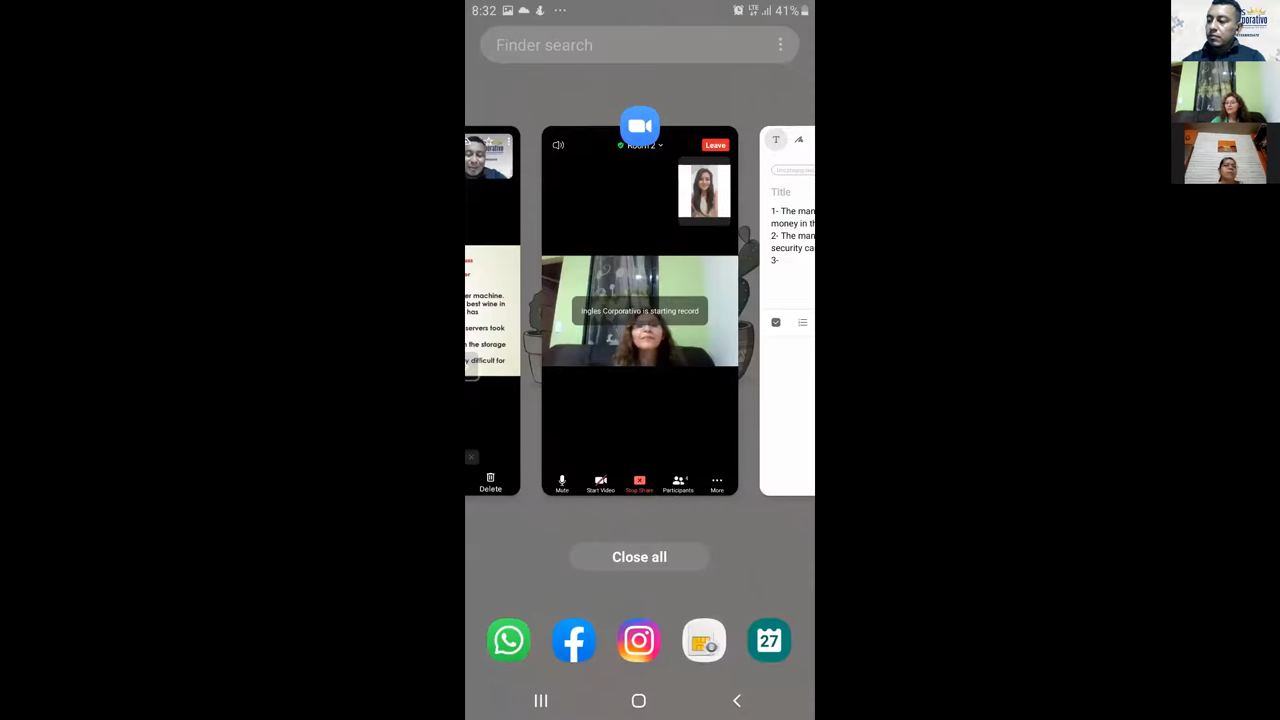 8:32
LTE
41%
Finder search
Leave
Ingles Corporativo is starting record
Mute
Start Video
Stop Share
Participants
More
er machine.
best wine in
has
servers took
n the storage
y difficult for
Delete
Title
1- The man
money in th
2- The man
security ca
3-
Close all
27